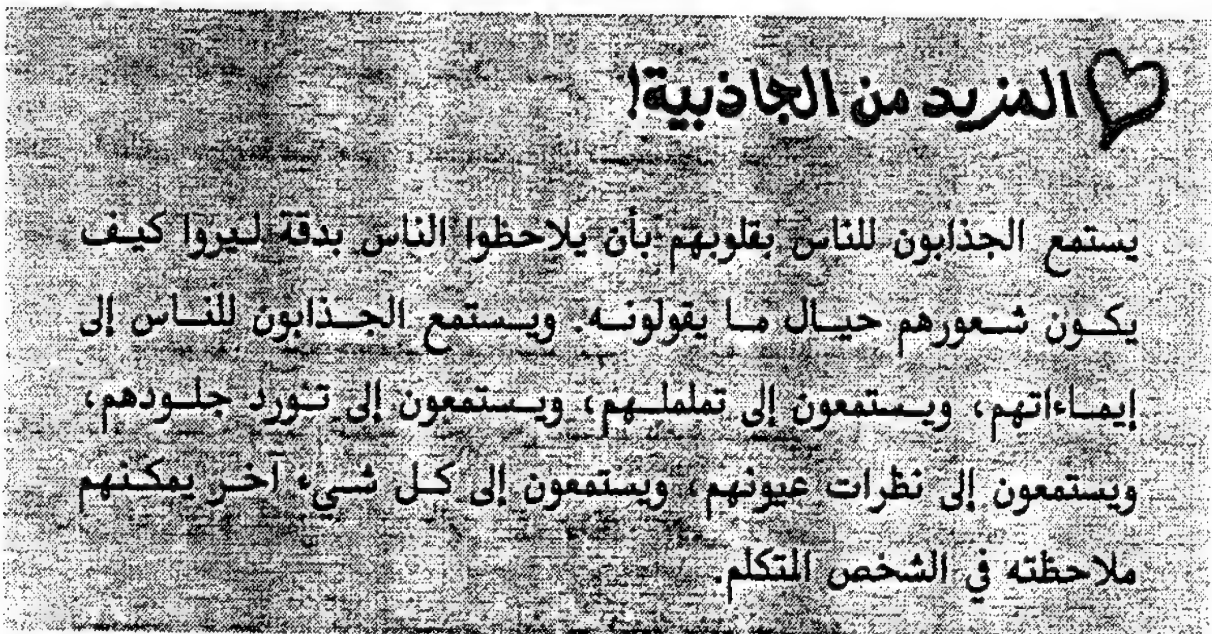 المزيد من الجاذبية!
يستمع الجذابون للناس بقلوبهم بأن يلاحظوا الناس بدقة ليروا كيف
يكون شعورهم حيال ما يقولونه. ويستمع الجذابون للناس إلى
إيماءاتهم، ويستمعون إلى تململهم، ويستمعون إلى تورد جلودهم،
ويستمعون إلى نظرات عيونهم، ويستمعون إلى كل شيء آخر يمكنهم
ملاحظته في الشخص المتكلم.